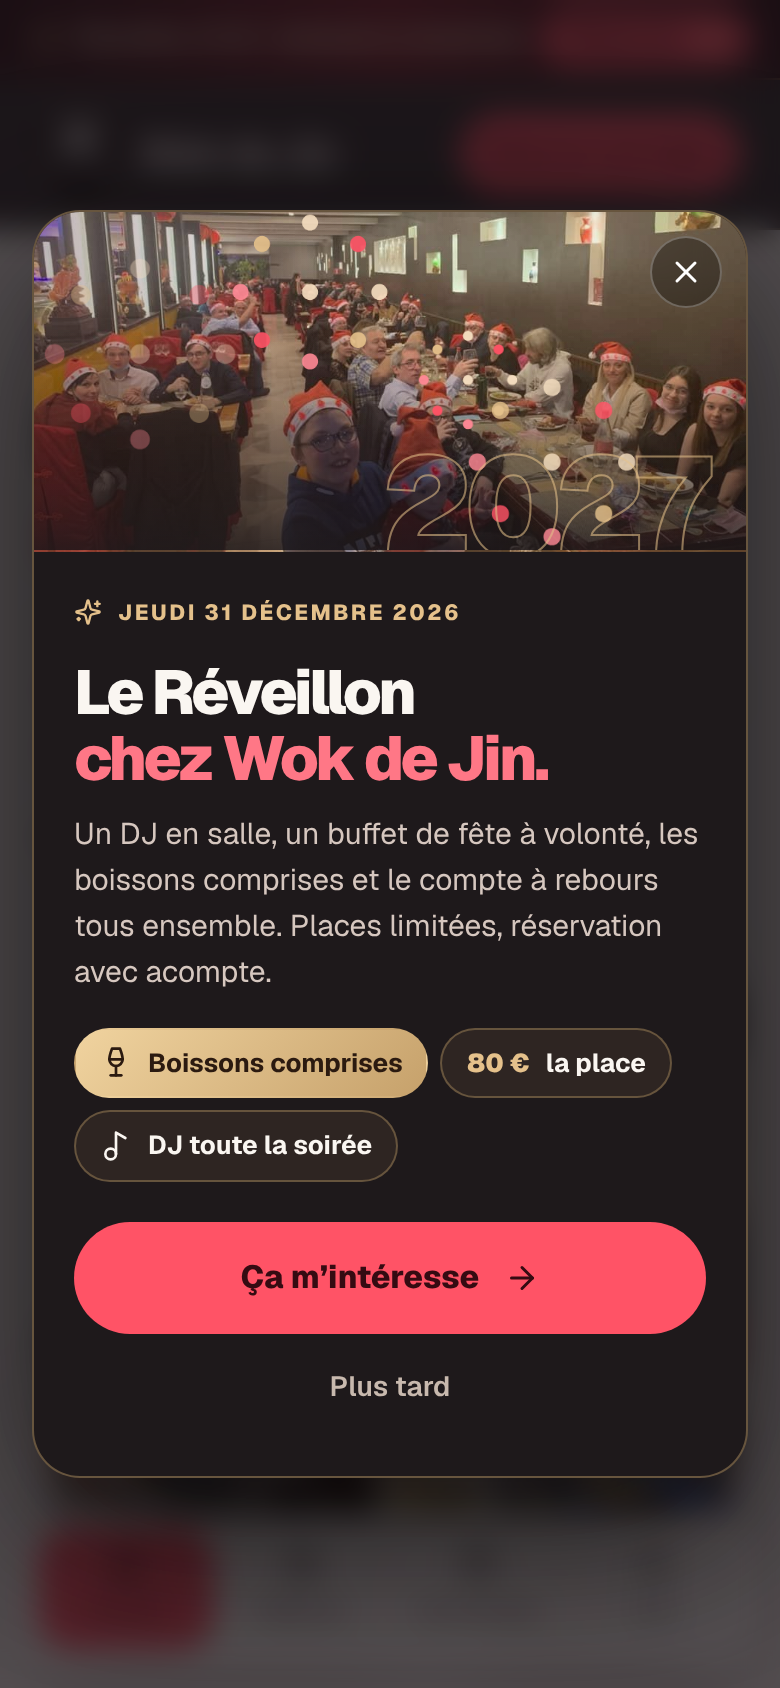 2027
JEUDI 31 DÉCEMBRE 2026
Le Réveillon
chez Wok de Jin.
Un DJ en salle, un buffet de fête à volonté, les
boissons comprises et le compte à rebours
tous ensemble. Places limitées, réservation
avec acompte.
Boissons comprises
80 € la place
DJ toute la soirée
Ça m’intéresse
Plus tard